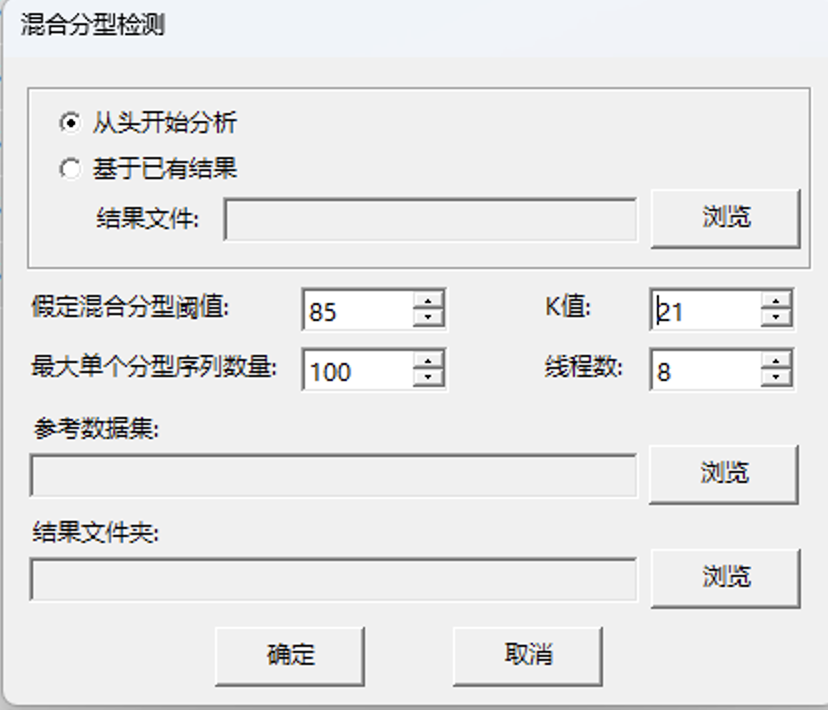 混合分型检测
从头开始分析
基于已有结果
结果文件: 浏览
假定混合分型阈值: 85 K值: 21
最大单个分型序列数量: 100 线程数: 8
参考数据集:
浏览
结果文件夹:
浏览
确定 取消